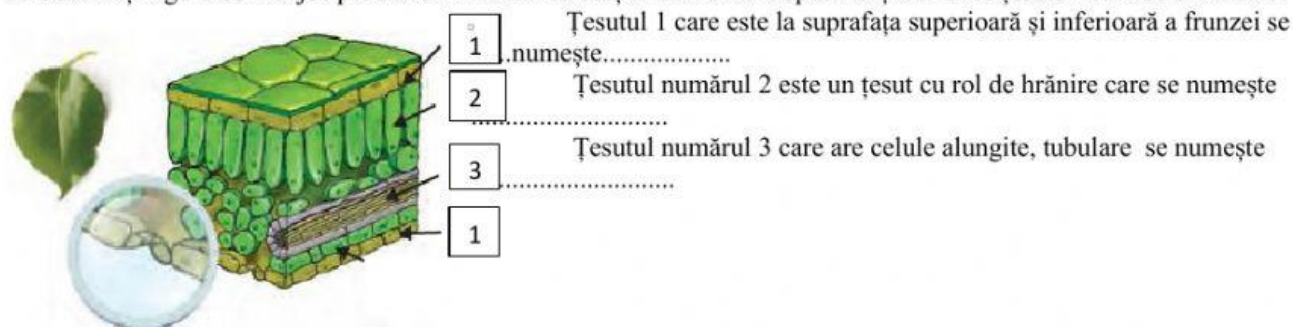 1 Țesutul 1 care este la suprafața superioară și inferioară a frunzei se
..numește...................
2 Țesutul numărul 2 este un țesut cu rol de hrănire care se numește
............................
3 Țesutul numărul 3 care are celule alungite, tubulare se numește
.........................
1